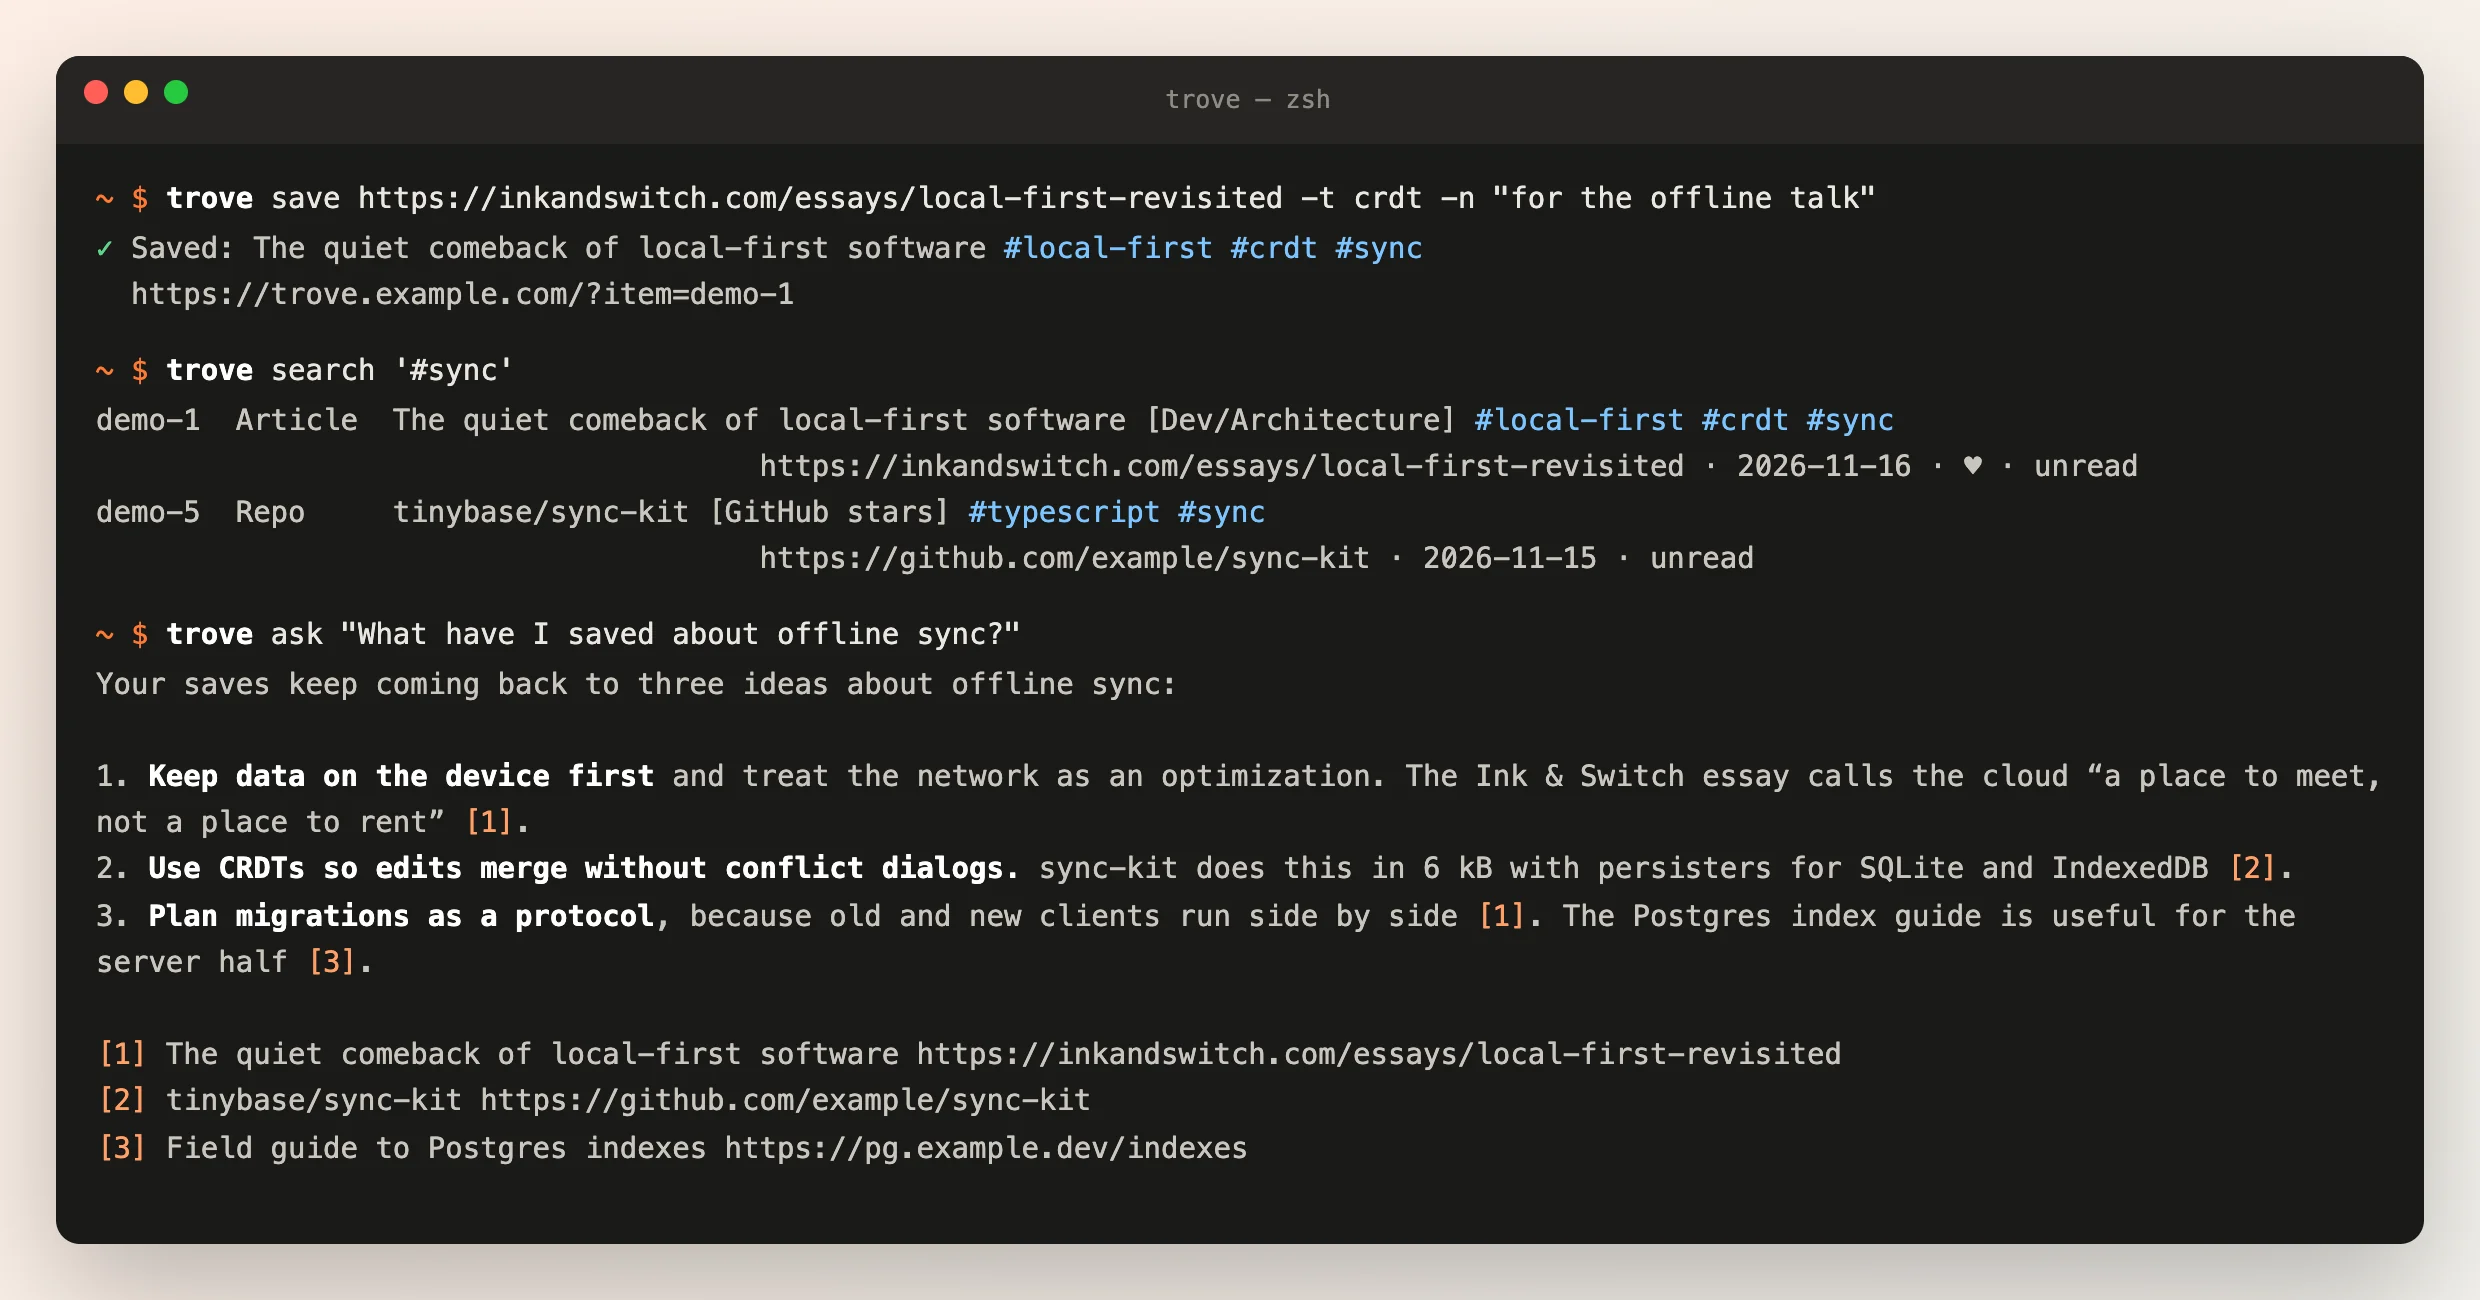 trove — zsh
~ $ trove save https://inkandswitch.com/essays/local-first-revisited -t crdt -n "for the offline talk"
✓ Saved: The quiet comeback of local-first software #local-first #crdt #sync
https://trove.example.com/?item=demo-1
~ $ trove search '#sync'
demo-1  Article  The quiet comeback of local-first software [Dev/Architecture] #local-first #crdt #sync
https://inkandswitch.com/essays/local-first-revisited · 2026-11-16 · ♥ · unread
demo-5  Repo     tinybase/sync-kit [GitHub stars] #typescript #sync
https://github.com/example/sync-kit · 2026-11-15 · unread
~ $ trove ask "What have I saved about offline sync?"
Your saves keep coming back to three ideas about offline sync:
1. Keep data on the device first and treat the network as an optimization. The Ink & Switch essay calls the cloud “a place to meet,
not a place to rent” [1].
2. Use CRDTs so edits merge without conflict dialogs. sync-kit does this in 6 kB with persisters for SQLite and IndexedDB [2].
3. Plan migrations as a protocol, because old and new clients run side by side [1]. The Postgres index guide is useful for the
server half [3].
[1] The quiet comeback of local-first software https://inkandswitch.com/essays/local-first-revisited
[2] tinybase/sync-kit https://github.com/example/sync-kit
[3] Field guide to Postgres indexes https://pg.example.dev/indexes